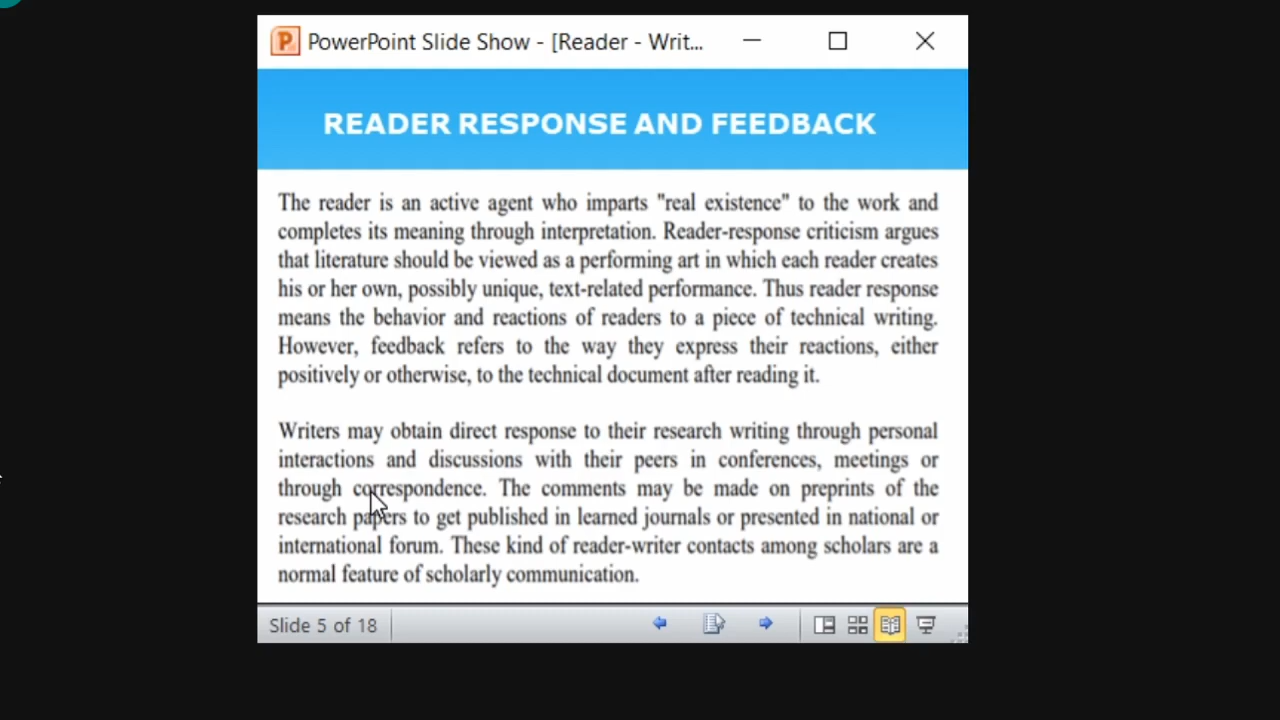 PowerPoint Slide Show - [Reader - Writ...
READER RESPONSE AND FEEDBACK
The reader is an active agent who imparts "real existence" to the work and
completes its meaning through interpretation. Reader-response criticism argues
that literature should be viewed as a performing art in which each reader creates
his or her own, possibly unique, text-related performance. Thus reader response
means the behavior and reactions of readers to a piece of technical writing.
However, feedback refers to the way they express their reactions, either
positively or otherwise, to the technical document after reading it.
Writers may obtain direct response to their research writing through personal
interactions and discussions with their peers in conferences, meetings or
through correspondence. The comments may be made on preprints of the
research papers to get published in learned journals or presented in national or
international forum. These kind of reader-writer contacts among scholars are a
normal feature of scholarly communication.
Slide 5 of 18